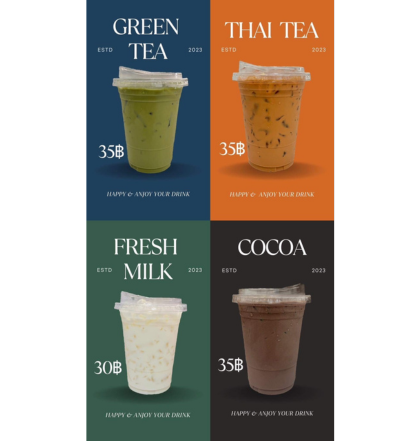 GREEN
TEA
ESTD
2023
35฿
HAPPY & ANJOY YOUR DRINK
THAI TEA
ESTD
2023
35฿
HAPPY & ANJOY YOUR DRINK
FRESH
MILK
ESTD
2023
30฿
HAPPY & ANJOY YOUR DRINK
COCOA
ESTD
2023
35฿
HAPPY & ANJOY YOUR DRINK